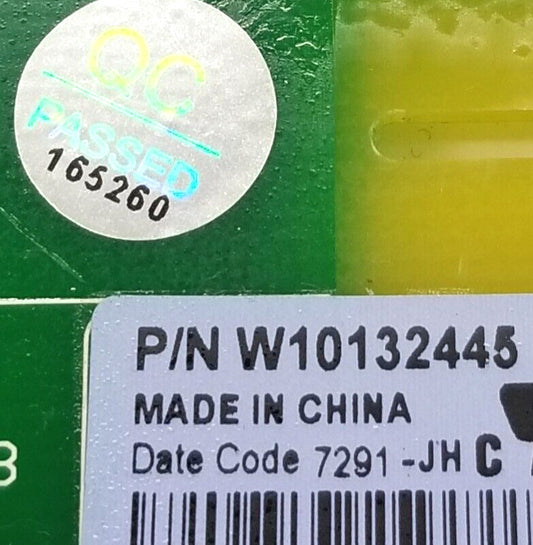 QC
PASSED
165260
P/N W10132445
MADE IN CHINA
Date Code 7291 -JH C